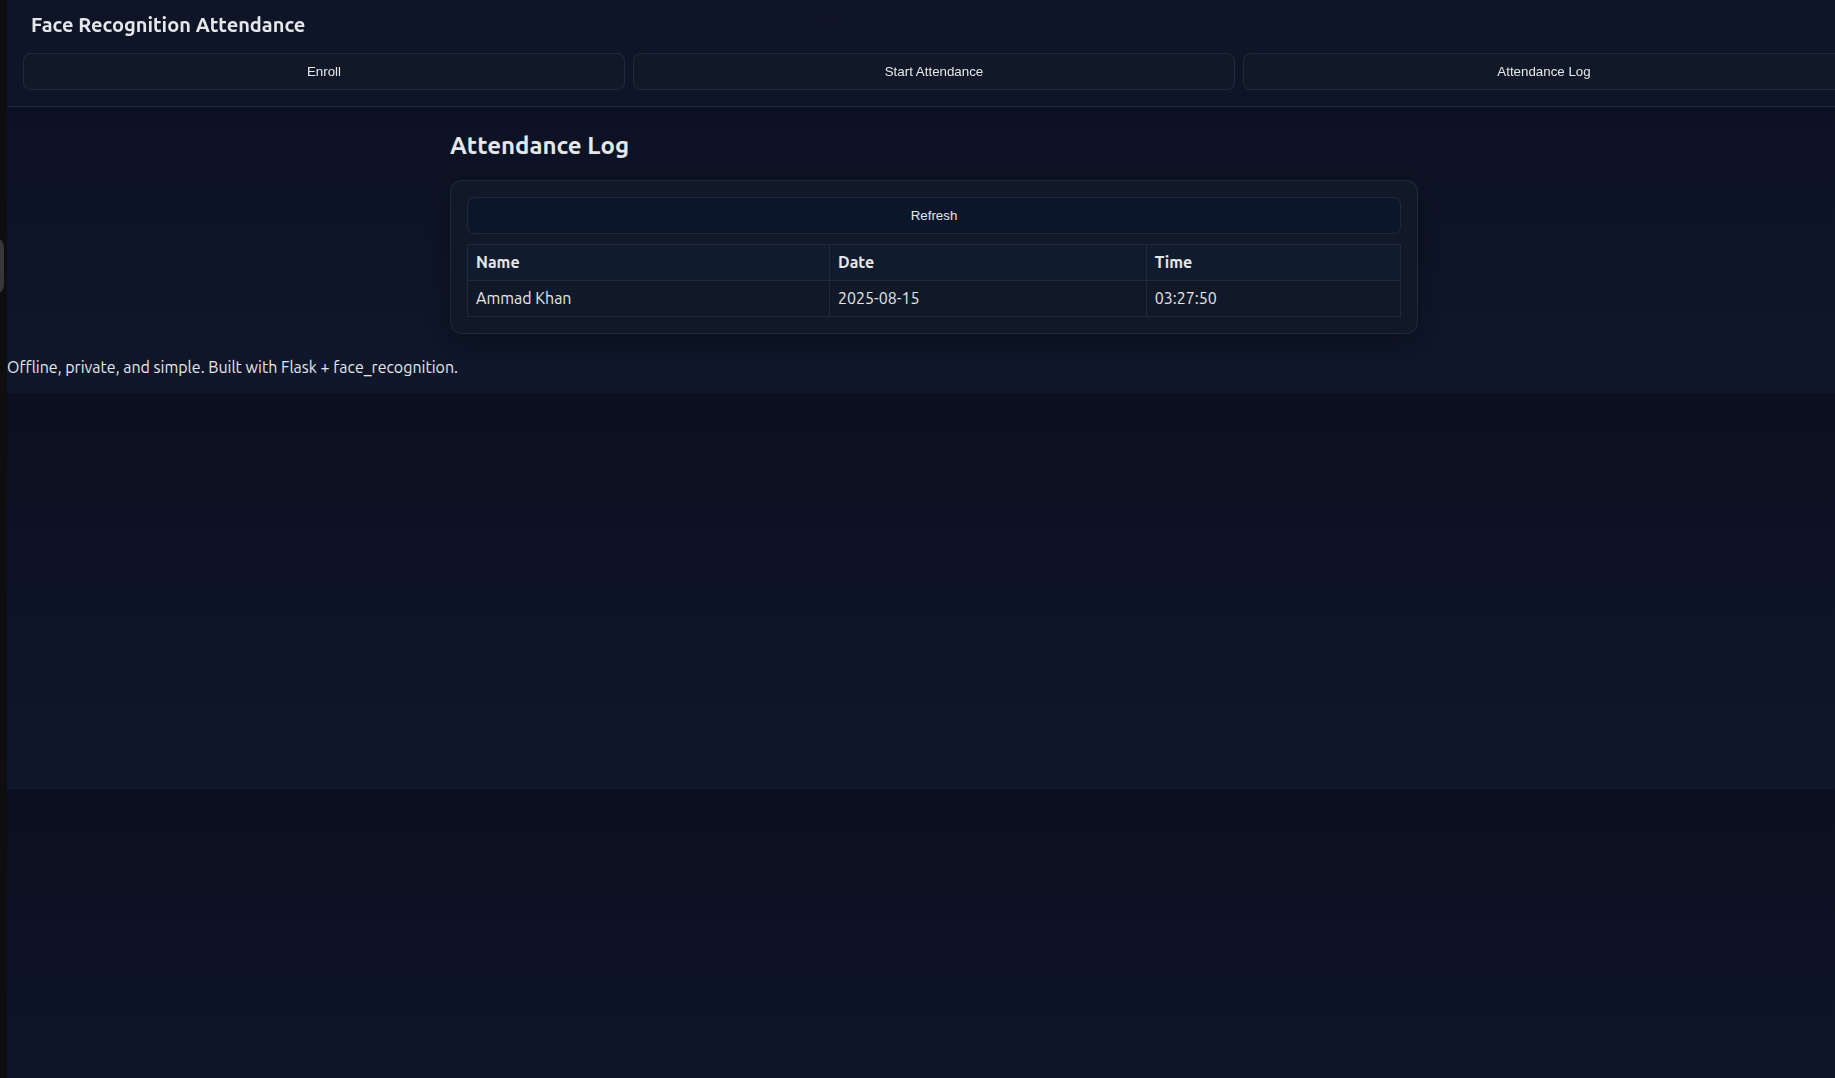 Face Recognition Attendance
Enroll Start Attendance Attendance Log
Attendance Log
Refresh
Name Date Time
Ammad Khan 2025-08-15 03:27:50
Offline, private, and simple. Built with Flask + face_recognition.